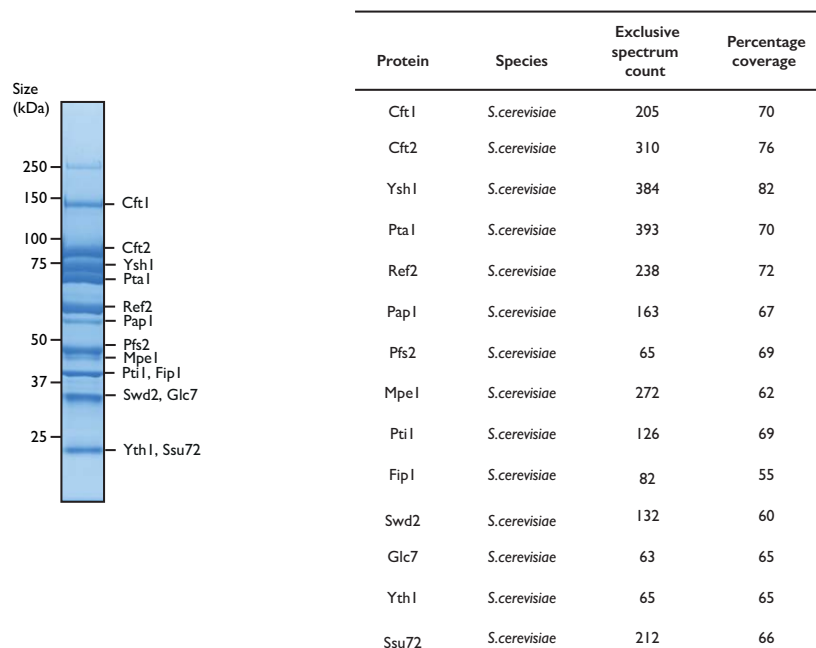 Size
(kDa)
250
150
100
75
50
37
25
Cft1
Cft2
Ysh1
Pta1
Ref2
Pap1
Pfs2
Mpe1
Pti1, Fip1
Swd2, Glc7
Yth1, Ssu72
Protein Species Exclusive spectrum count Percentage coverage
Cft1 S.cerevisiae 205 70
Cft2 S.cerevisiae 310 76
Ysh1 S.cerevisiae 384 82
Pta1 S.cerevisiae 393 70
Ref2 S.cerevisiae 238 72
Pap1 S.cerevisiae 163 67
Pfs2 S.cerevisiae 65 69
Mpe1 S.cerevisiae 272 62
Pti1 S.cerevisiae 126 69
Fip1 S.cerevisiae 82 55
Swd2 S.cerevisiae 132 60
Glc7 S.cerevisiae 63 65
Yth1 S.cerevisiae 65 65
Ssu72 S.cerevisiae 212 66